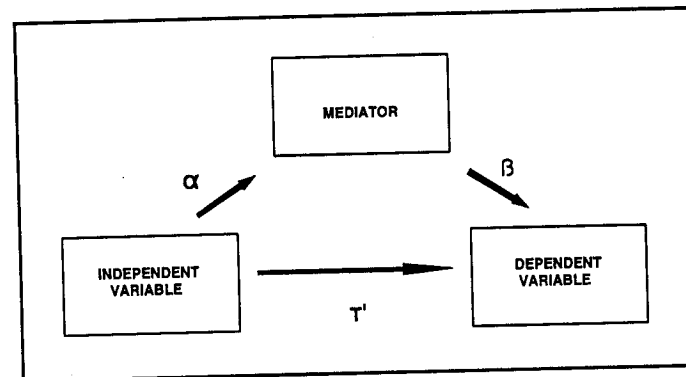 MEDIATOR
α
β
INDEPENDENT
VARIABLE
DEPENDENT
VARIABLE
τ'